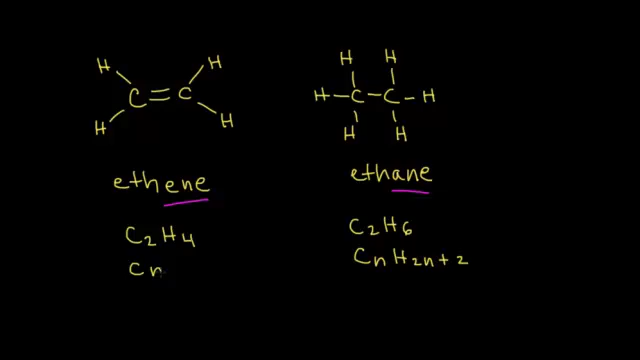 H H
C=C
H H
H H
H-C-C-H
H H
ethene
ethane
C2H4
C2H6
Cn
CnH2n+2